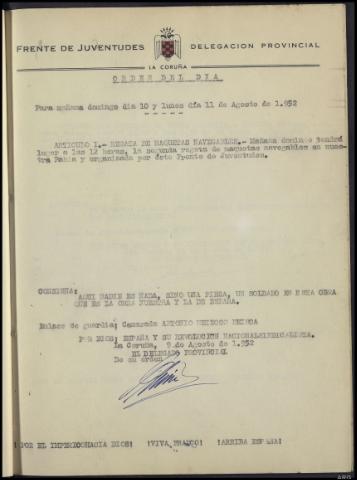 FRENTE DE JUVENTUDES DELEGACION PROVINCIAL
LA CORUÑA
ORDEN DEL DIA
Para mañana domingo dia 10 y lunes día 11 de Agosto de 1.952
ARTICULO I.- REGATA DE MAQUETAS NAVEGABLES.- Mañana domingo tendrá
lugar a las 12 horas, la segunda regata de maquetas navegables en nues-
tra Bahia y organizada por éste Frente de Juventudes.
CONSIGNA:
AQUI NADIE ES NADA, SINO UNA PIEZA, UN SOLDADO EN ESTA OBRA
QUE ES LA OBRA NUESTRA Y LA DE ESPAÑA.
Enlace de guardia; Camarada ANTONIO
POR DIOS; ESPAÑA Y SU REVOLUCION NACIONALSINDICALISTA.
La Coruña, 9 de Agosto de 1.952
EL DELEGADO PROVINCIAL
De su orden
¡POR EL IMPERIO HACIA DIOS! ¡VIVA FRANCO! ¡ARRIBA ESPAÑA!